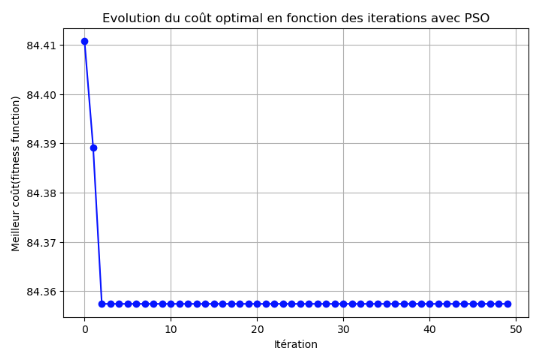 Evolution du coût optimal en fonction des iterations avec PSO
84.41
84.40
84.39
84.38
84.37
84.36
Meilleur coût(fitness function)
0 10 20 30 40 50
Itération